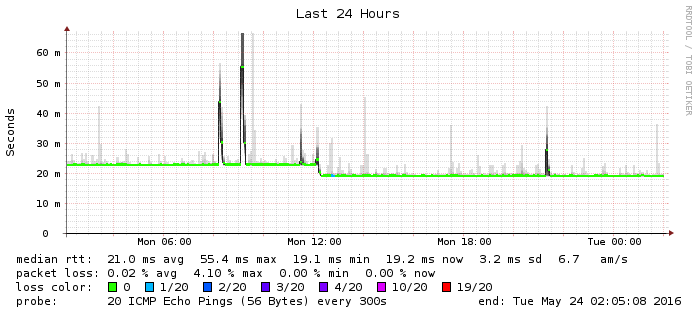 Last 24 Hours
RRDTOOL / TOBI OETIKER
Seconds
60 m
50 m
40 m
30 m
20 m
10 m
0
Mon 06:00 Mon 12:00 Mon 18:00 Tue 00:00
median rtt: 21.0 ms avg 55.4 ms max 19.1 ms min 19.2 ms now 3.2 ms sd 6.7 am/s
packet loss: 0.02 % avg 4.10 % max 0.00 % min 0.00 % now
loss color: 0 1/20 2/20 3/20 4/20 10/20 19/20
probe: 20 ICMP Echo Pings (56 Bytes) every 300s end: Tue May 24 02:05:08 2016